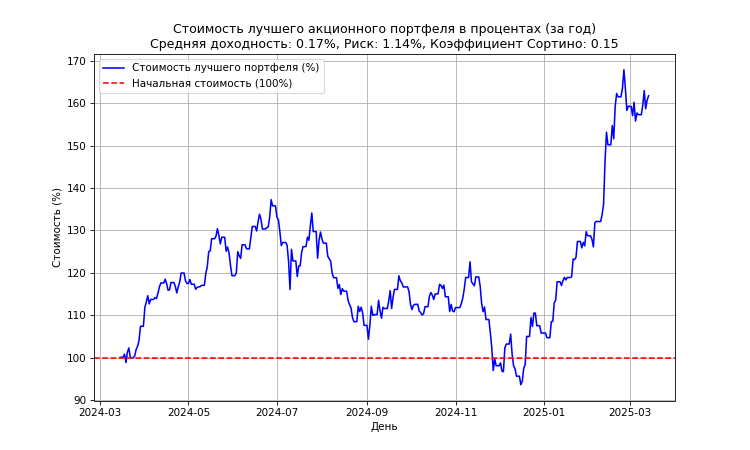 Стоимость лучшего акционного портфеля в процентах (за год)
Средняя доходность: 0.17%, Риск: 1.14%, Коэффициент Сортино: 0.15
Стоимость лучшего портфеля (%)
Начальная стоимость (100%)
Стоимость (%)
170
160
150
140
130
120
110
100
90
2024-03
2024-05
2024-07
2024-09
2024-11
2025-01
2025-03
День